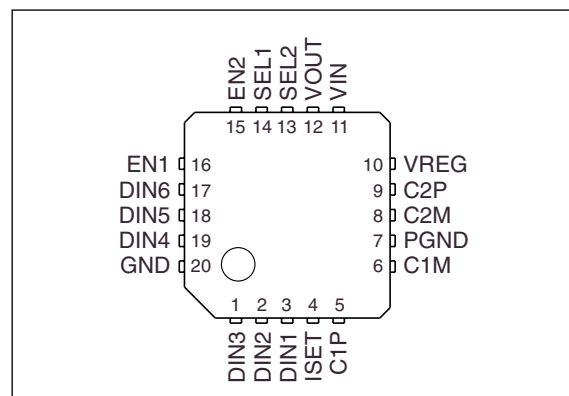 EN2
SEL1
SEL2
VOUT
VIN
15 14 13 12 11
EN1 16 10 VREG
DIN6 17 9 C2P
DIN5 18 8 C2M
DIN4 19 7 PGND
GND 20 6 C1M
1 2 3 4 5
DIN3
DIN2
DIN1
ISET
C1P